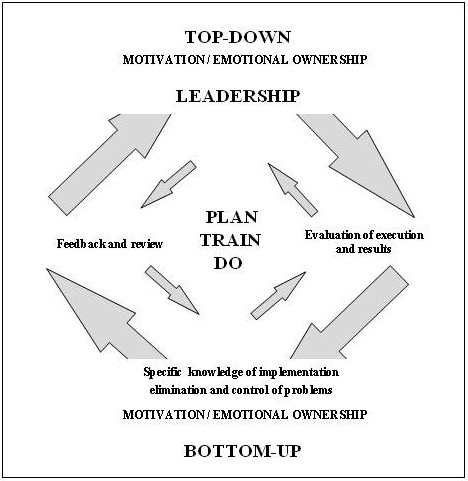 TOP-DOWN
MOTIVATION / EMOTIONAL OWNERSHIP
LEADERSHIP
PLAN
TRAIN
DO
Feedback and review
Evaluation of execution
and results
Specific knowledge of implementation
elimination and control of problems
MOTIVATION / EMOTIONAL OWNERSHIP
BOTTOM-UP